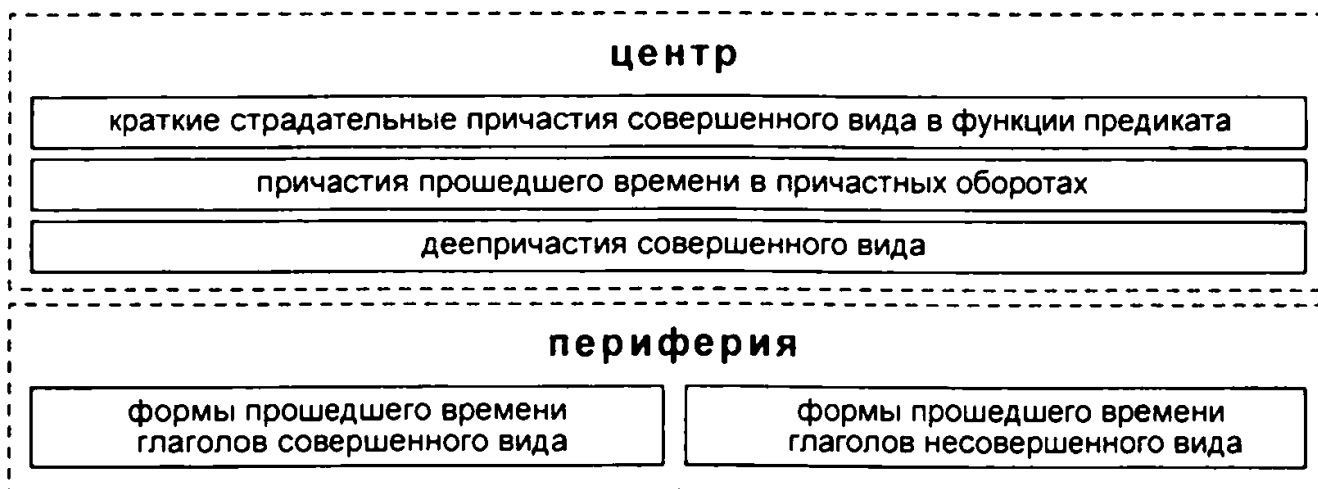 центр
краткие страдательные причастия совершенного вида в функции предиката
причастия прошедшего времени в причастных оборотах
деепричастия совершенного вида
периферия
формы прошедшего времени
глаголов совершенного вида
формы прошедшего времени
глаголов несовершенного вида